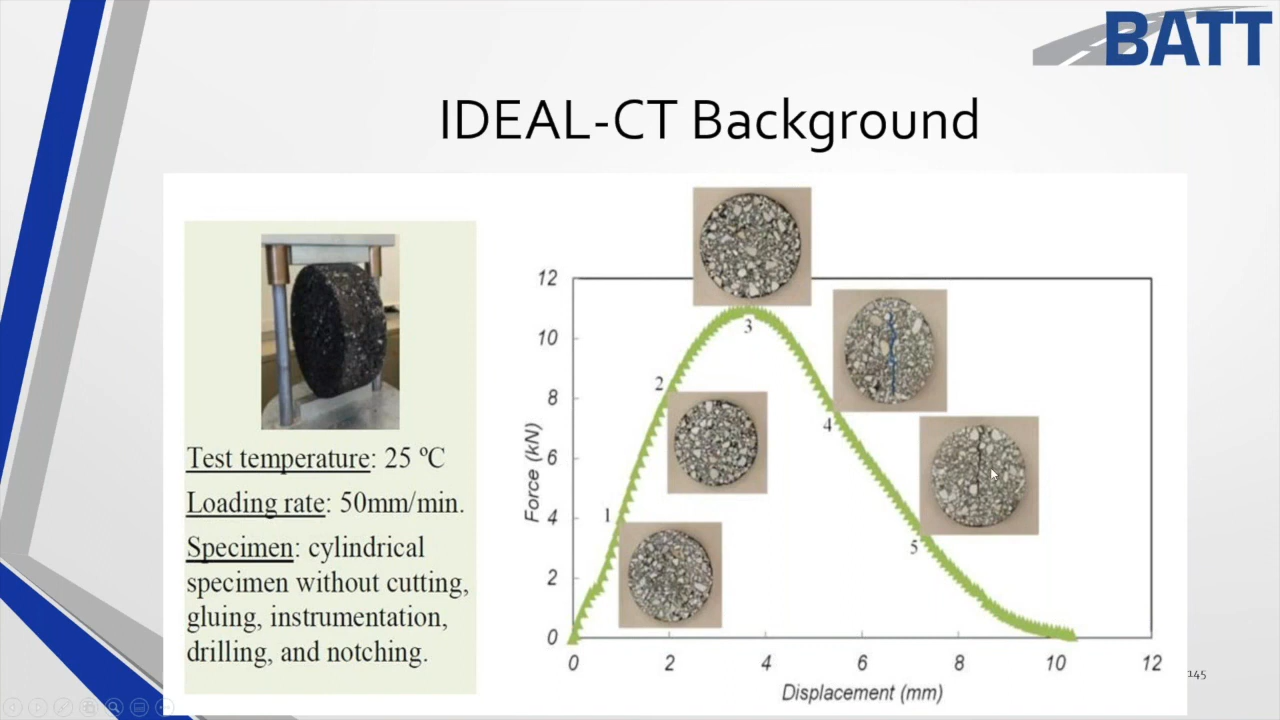 BATT
IDEAL-CT Background
Test temperature: 25 ºC
Loading rate: 50mm/min.
Specimen: cylindrical
specimen without cutting,
gluing, instrumentation,
drilling, and notching.
12
10
8
6
4
2
0
Force (kN)
1
2
3
4
5
0 2 4 6 8 10 12
Displacement (mm)
145